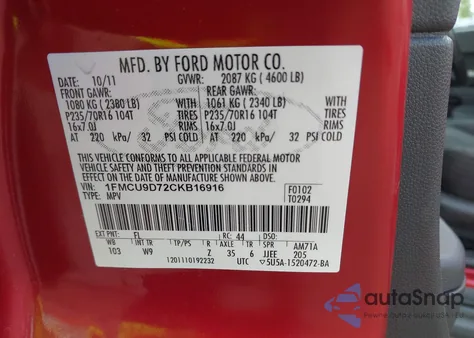 MFD. BY FORD MOTOR CO.
DATE: 10/11 GVWR: 2087 KG ( 4600 LB)
FRONT GAWR: REAR GAWR:
1080 KG ( 2380 LB) 1061 KG ( 2340 LB)
P235/70R16 104T TIRES P235/70R16 104T TIRES
16x7.0J RIMS 16x7.0J RIMS
AT 220 kPa/ 32 PSI COLD AT 220 kPa/ 32 PSI COLD
THIS VEHICLE CONFORMS TO ALL APPLICABLE FEDERAL MOTOR
VEHICLE SAFETY AND THEFT PREVENTION STANDARDS IN EFFECT ON THE
DATE OF MANUFACTURE SHOWN ABOVE.
VIN: 1FMCU9D72CKB16916 F0102
TYPE: MPV T0294
EXT PNT: FL RC: 44 DSO:
WB INT TR TP/PS R AXLE TR SPR AM71A
103 W9 Z 35 6 JJEE 205
1201110192232 UTC 5U5A-1520472-BA
autoSnap